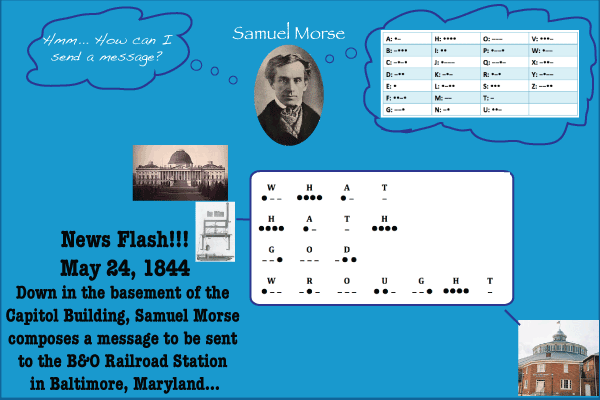 Hmm... How can I
send a message?
Samuel Morse
A: •– H: •••• O: ––– V: •••–
B: –••• I: •• P: •––• W: •––
C: –•–• J: •––– Q: ––•– X: –••–
D: –•• K: –•– R: •–• Y: –•––
E: • L: •–•• S: ••• Z: ––••
F: ••–• M: –– T: –
G: ––• N: –• U: ••–
W H A T
●–– ●●●● ●– –
H A T H
●●●● ●– – ●●●●
G O D
––● ––– –●●
W R O U G H T
●–– –●– ––– ●●– ––● ●●●● –
News Flash!!!
May 24, 1844
Down in the basement of the
Capitol Building, Samuel Morse
composes a message to be sent
to the B&O Railroad Station
in Baltimore, Maryland...